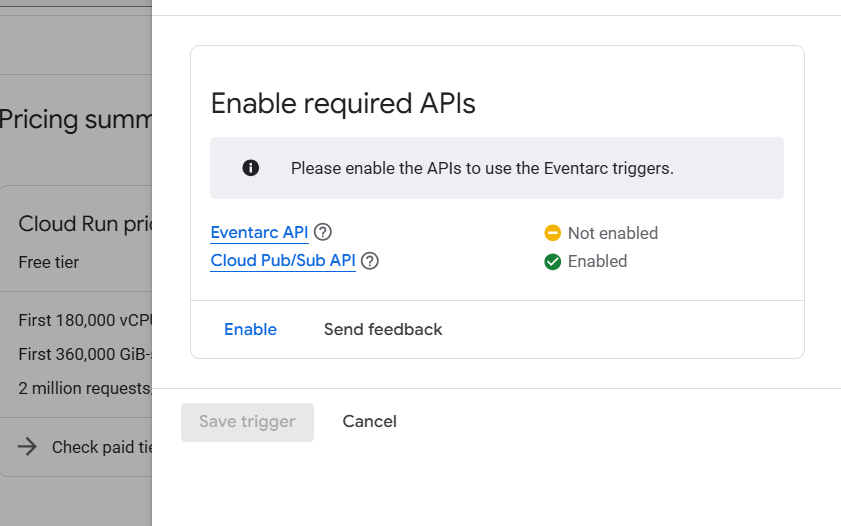 Pricing summ
Cloud Run pric
Free tier
First 180,000 vCPU
First 360,000 GiB-s
2 million requests,
Check paid tie
Enable required APIs
Please enable the APIs to use the Eventarc triggers.
Eventarc API
Not enabled
Cloud Pub/Sub API
Enabled
Enable
Send feedback
Save trigger
Cancel